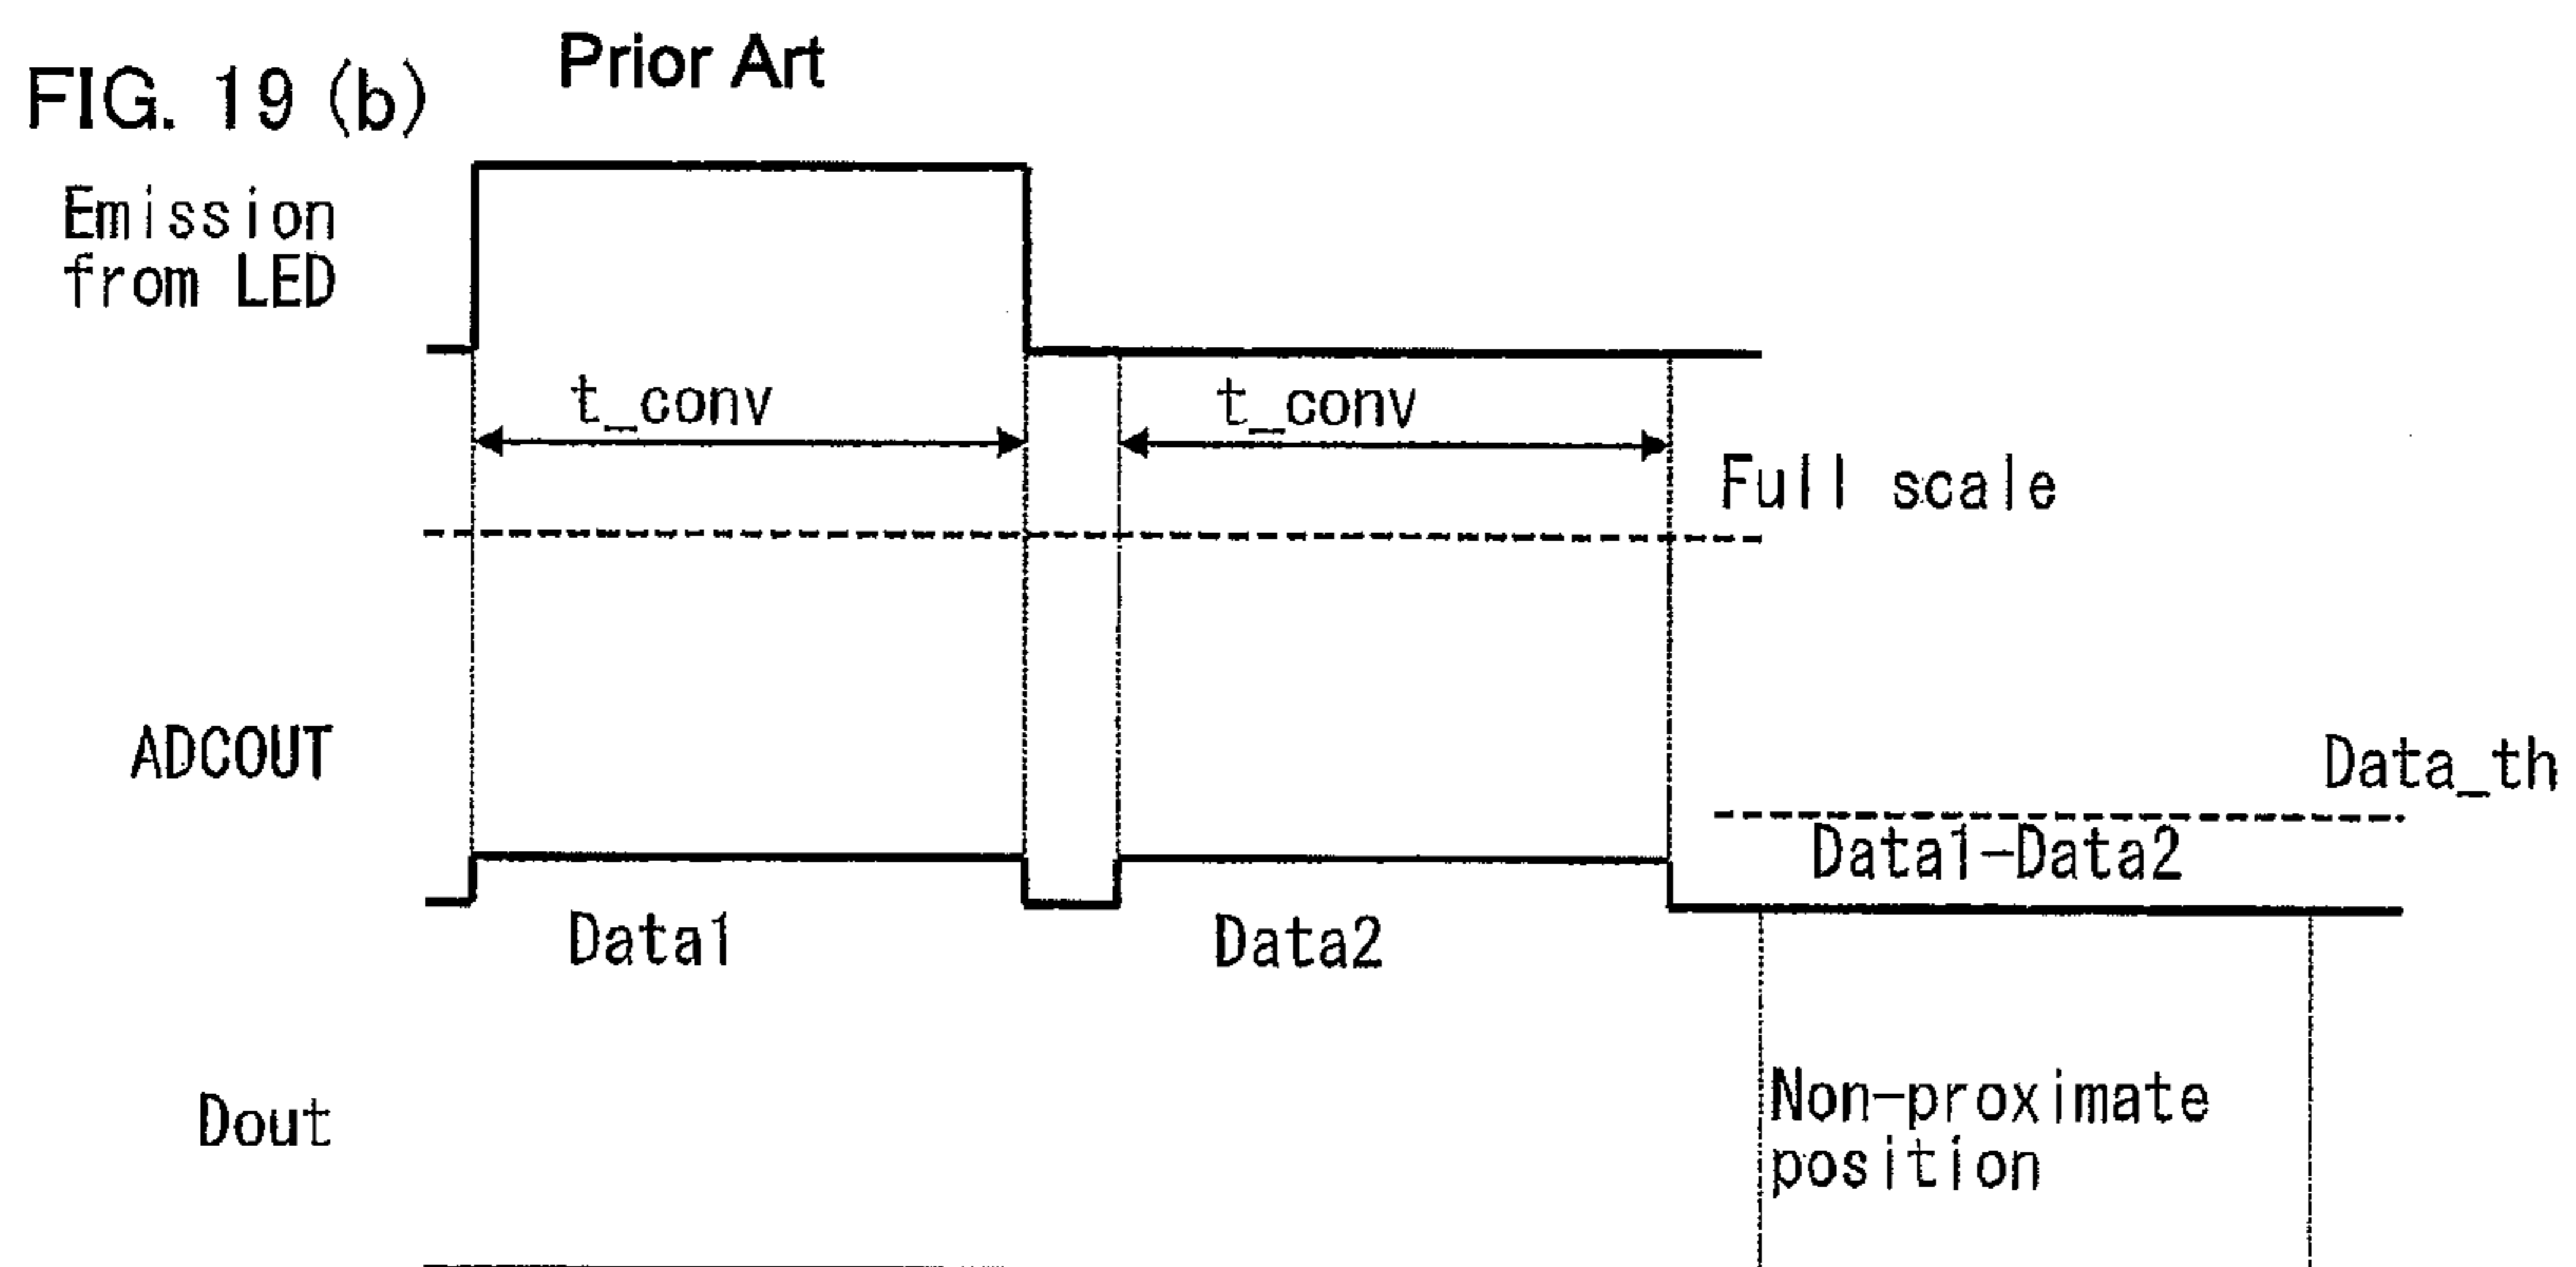 Prior Art
FIG. 19 (b)
Emission
from LED
t_conv
t_conv
Full scale
ADCOUT
Data_th
Data1-Data2
Data1
Data2
Dout
Non-proximate
position